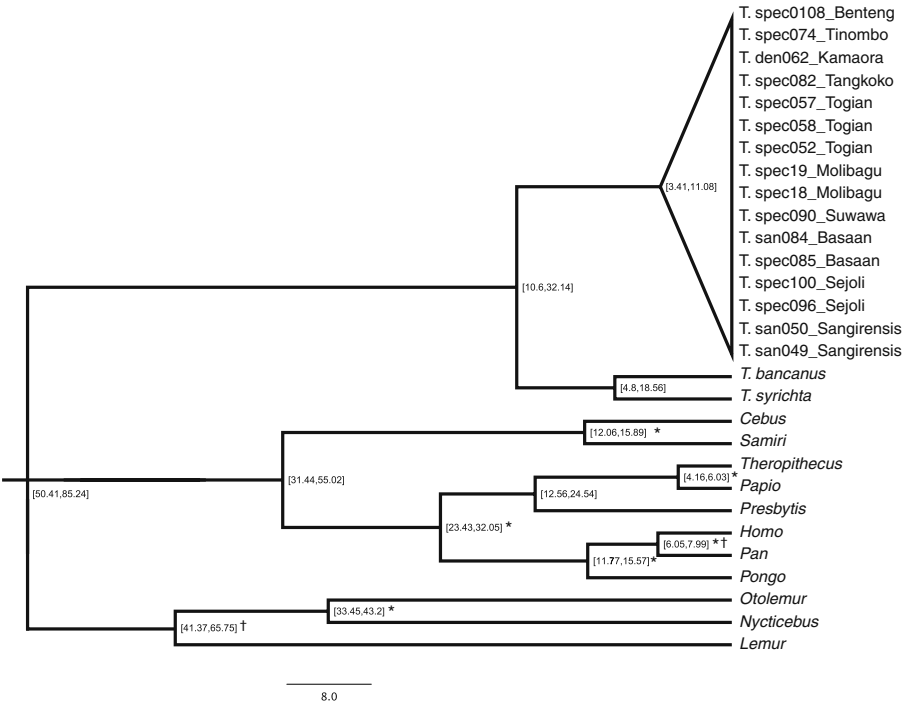 T. spec0108_Benteng
T. spec074_Tinombo
T. den062_Kamaora
T. spec082_Tangkoko
T. spec057_Togian
T. spec058_Togian
T. spec052_Togian
T. spec19_Molibagu
[3.41,11.08]
T. spec18_Molibagu
T. spec090_Suwawa
T. san084_Basaan
T. spec085_Basaan
T. spec100_Sejoli
[10.6,32.14]
T. spec096_Sejoli
T. san050_Sangirensis
T. san049_Sangirensis
T. bancanus
[4.8,18.56]
T. syrichta
Cebus
[12.06,15.89] *
Samiri
Theropithecus
[4.16,6.03] *
[31.44,55.02]
Papio
[50.41,85.24]
[12.56,24.54]
Presbytis
[23.43,32.05] *
Homo
[6.05,7.99] *†
Pan
[11.77,15.57]*
Pongo
Otolemur
[33.45,43.2] *
Nycticebus
[41.37,65.75] †
Lemur
8.0